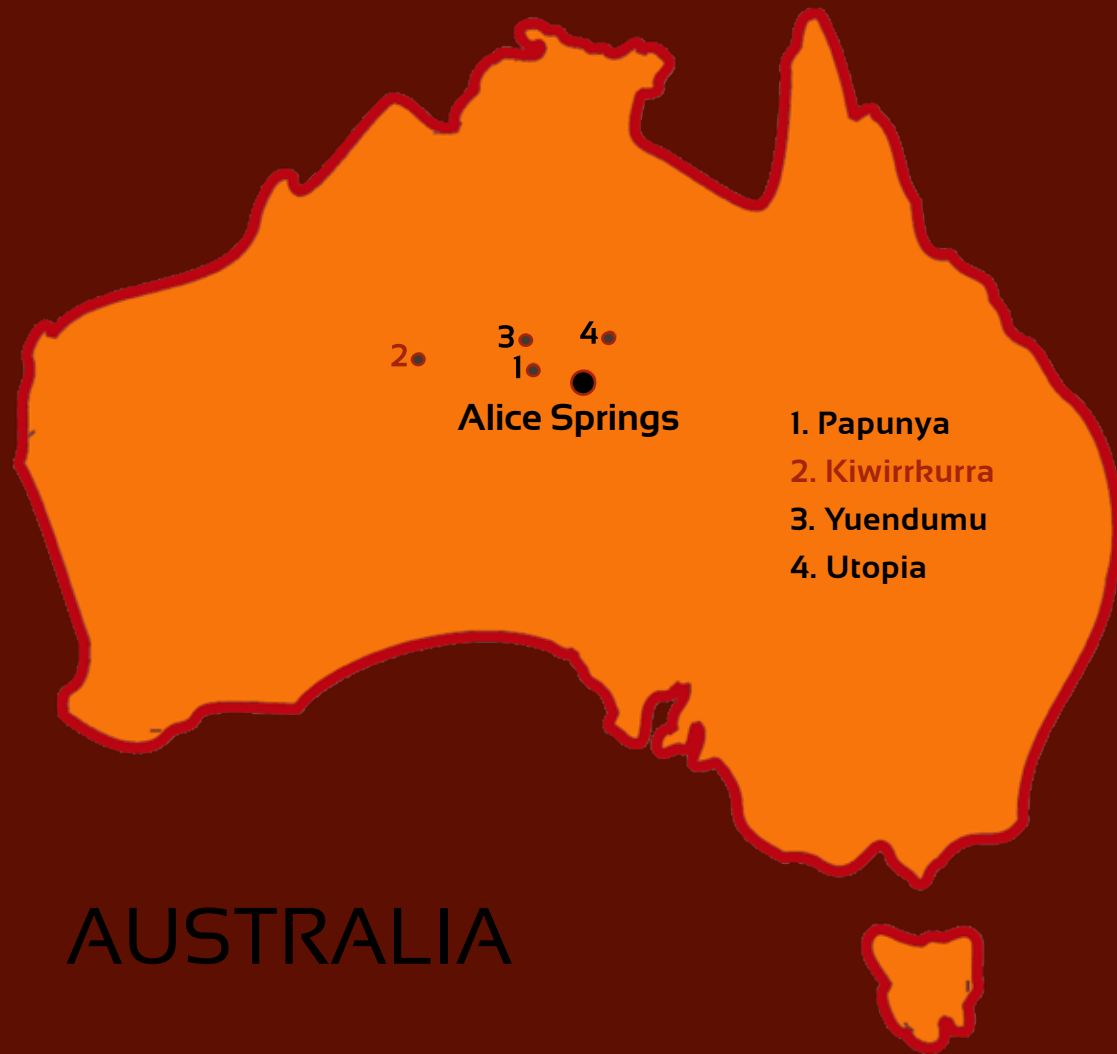 3 4
2
1
Alice Springs
1. Papunya
2. Kiwirrkurra
3. Yuendumu
4. Utopia
AUSTRALIA